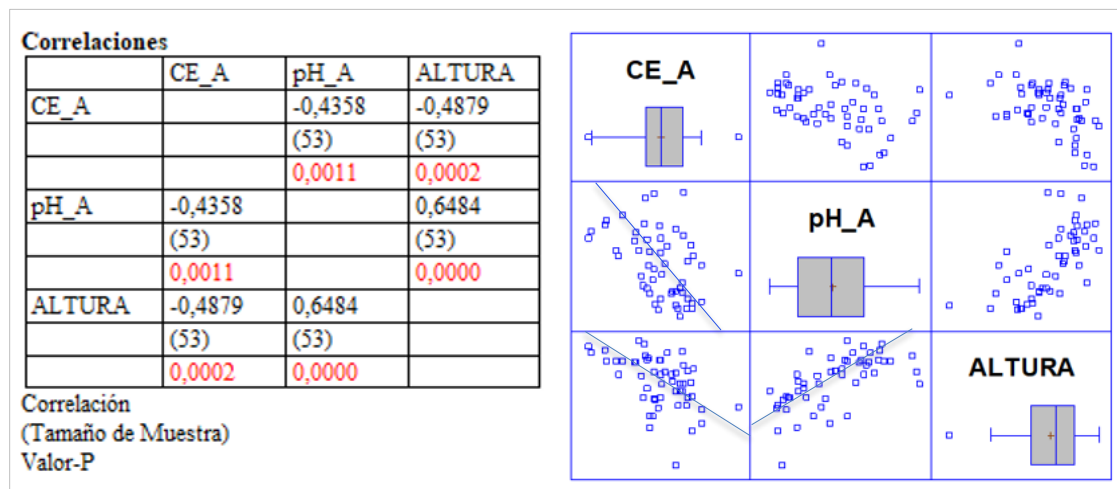 Correlaciones
CE_A pH_A ALTURA
CE_A -0,4358 -0,4879
(53) (53)
0,0011 0,0002
pH_A -0,4358 0,6484
(53) (53)
0,0011 0,0000
ALTURA -0,4879 0,6484
(53) (53)
0,0002 0,0000
Correlación
(Tamaño de Muestra)
Valor-P
CE_A
pH_A
ALTURA